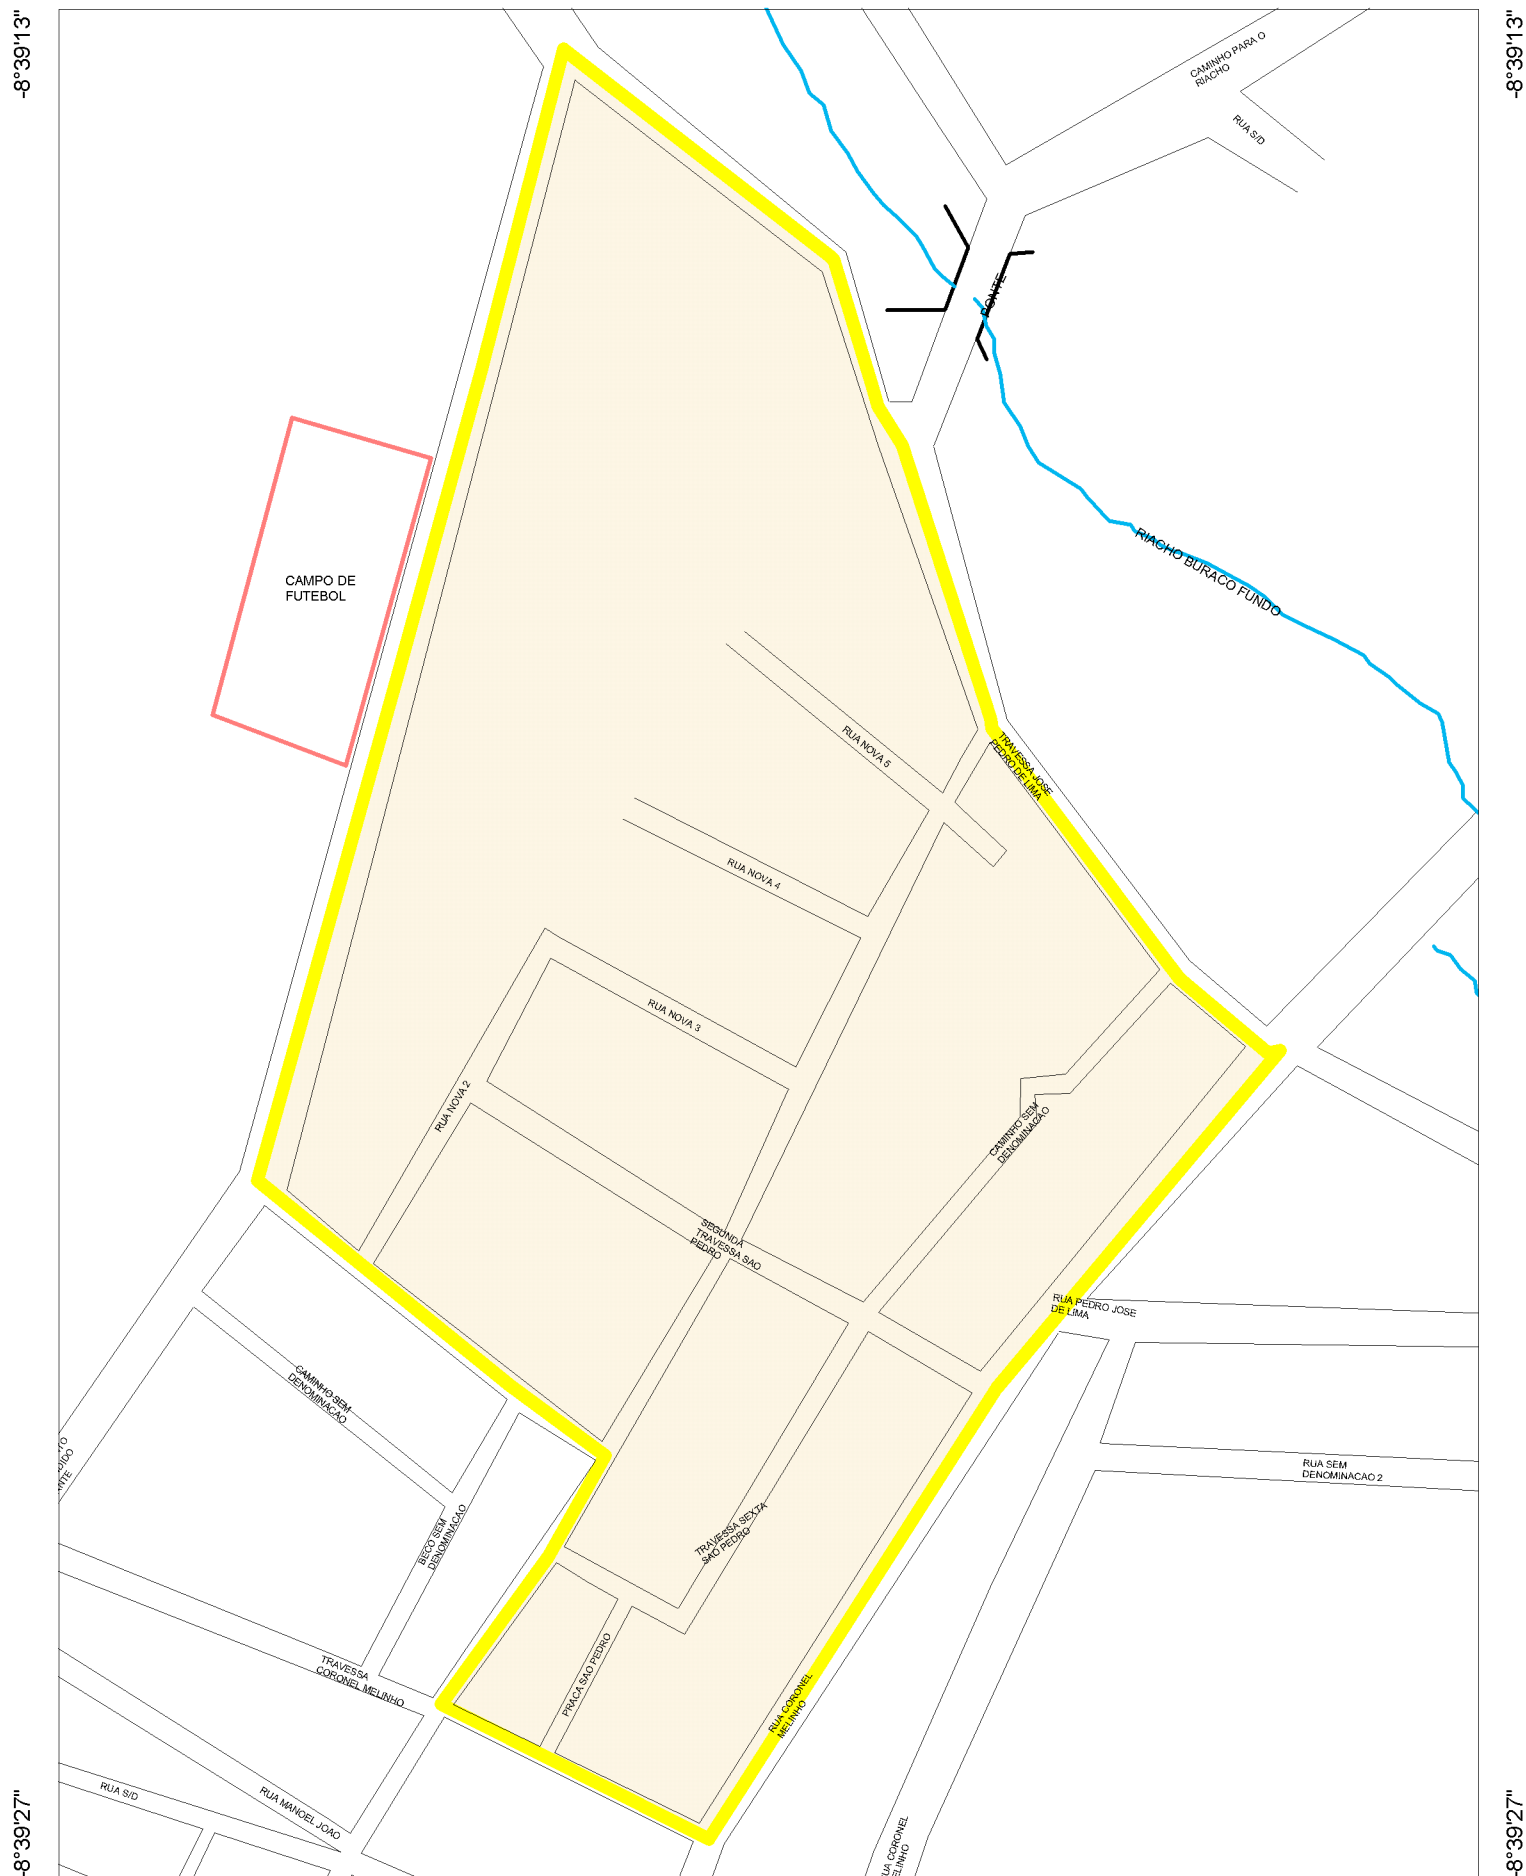 -8°39'13"
-8°39'13"
CAMINHO PARA O
RIACHO
RUA S/D
PONTE
RIACHO BURACO FUNDO
CAMPO DE
FUTEBOL
RUA NOVA 5
TRAVESSA JOSE
PEDRO DE LIMA
RUA NOVA 4
RUA NOVA 3
RUA NOVA 2
CAMINHO SEM
DENOMINACAO
SEGUNDA
TRAVESSA SAO
PEDRO
RUA PEDRO JOSE
DE LIMA
CAMINHO SEM
DENOMINACAO
RUA SEM
DENOMINACAO 2
BECO SEM
DENOMINACAO
TRAVESSA SEXTA
SAO PEDRO
TRAVESSA
CORONEL MELINHO
PRACA SAO PEDRO
RUA CORONEL
MELINHO
RUA S/D
RUA MANOEL JOAO
UA CORONEL
ELINHO
-8°39'27"
-8°39'27"